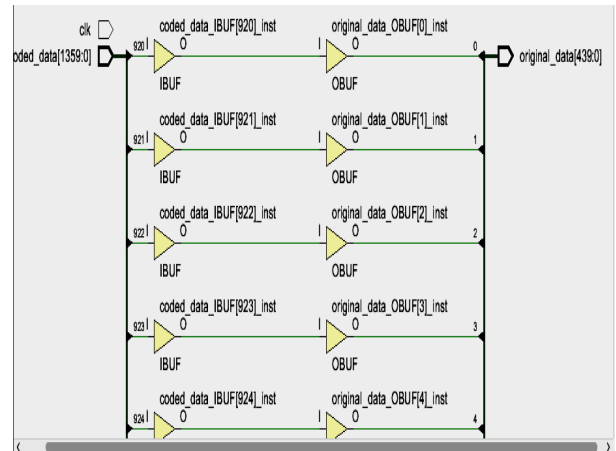 clk
oded_data[1359:0]
920
I
coded_data_IBUF[920]_inst
O
IBUF
I
original_data_OBUF[0]_inst
O
OBUF
0
original_data[439:0]
921
I
coded_data_IBUF[921]_inst
O
IBUF
I
original_data_OBUF[1]_inst
O
OBUF
1
922
I
coded_data_IBUF[922]_inst
O
IBUF
I
original_data_OBUF[2]_inst
O
OBUF
2
923
I
coded_data_IBUF[923]_inst
O
IBUF
I
original_data_OBUF[3]_inst
O
OBUF
3
924
I
coded_data_IBUF[924]_inst
O
I
original_data_OBUF[4]_inst
O
4